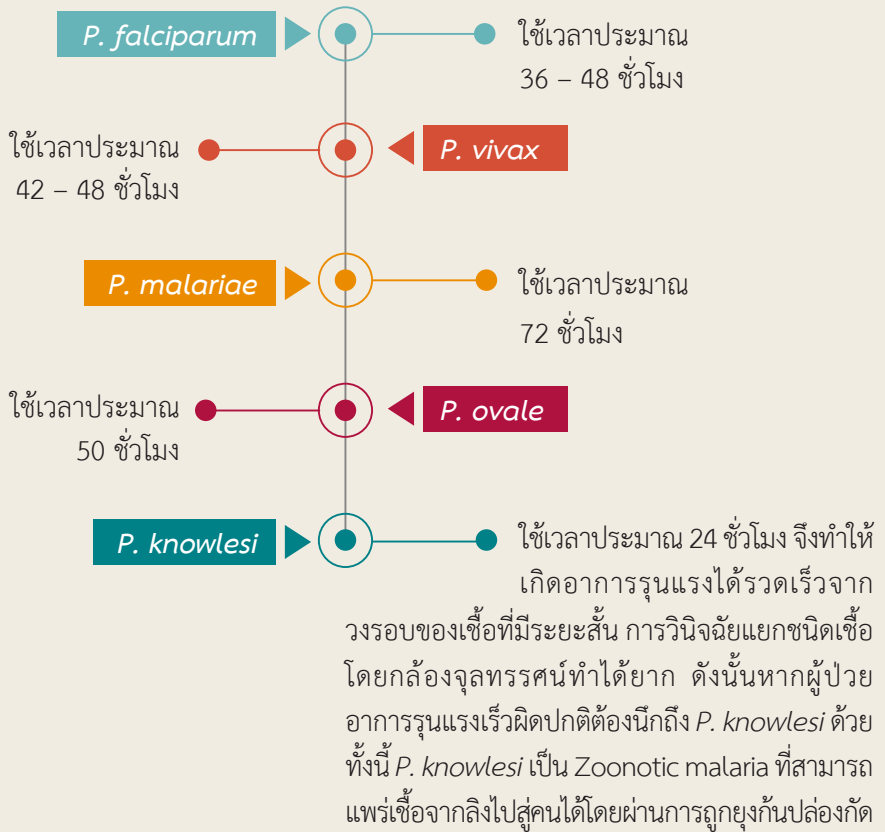 P. falciparum
ใช้เวลาประมาณ
36 – 48 ชั่วโมง
P. vivax
ใช้เวลาประมาณ
42 – 48 ชั่วโมง
P. malariae
ใช้เวลาประมาณ
72 ชั่วโมง
P. ovale
ใช้เวลาประมาณ
50 ชั่วโมง
P. knowlesi
ใช้เวลาประมาณ 24 ชั่วโมง จึงทำให้
เกิดอาการรุนแรงได้รวดเร็วจาก
วงรอบของเชื้อที่มีระยะสั้น การวินิจฉัยแยกชนิดเชื้อ
โดยกล้องจุลทรรศน์ทำได้ยาก ดังนั้นหากผู้ป่วย
อาการรุนแรงเร็วผิดปกติต้องนึกถึง P. knowlesi ด้วย
ทั้งนี้ P. knowlesi เป็น Zoonotic malaria ที่สามารถ
แพร่เชื้อจากลิงไปสู่คนได้โดยผ่านการถูกยุงก้นปล่องกัด